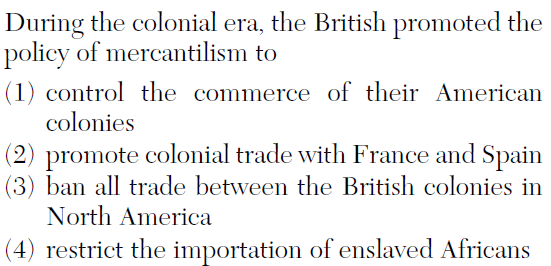 During the colonial era, the British promoted the
policy of mercantilism to
(1) control the commerce of their American
colonies
(2) promote colonial trade with France and Spain
(3) ban all trade between the British colonies in
North America
(4) restrict the importation of enslaved Africans